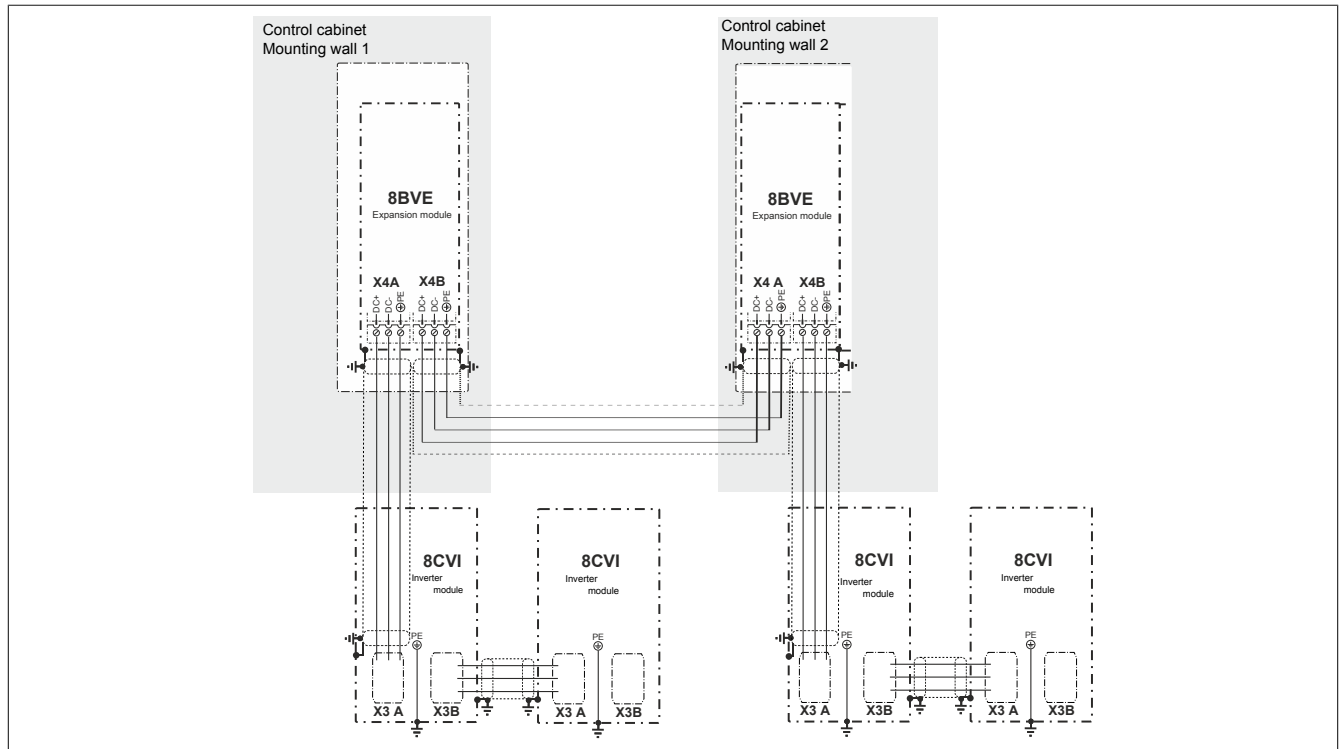 Control cabinet
Mounting wall 1
Control cabinet
Mounting wall 2
8BVE
Expansion module
8BVE
Expansion module
X4A X4B
DC+ DC- PE DC+ DC- PE
X4 A X4B
DC+ DC- PE DC+ DC- PE
8CVI
Inverter
module
8CVI
Inverter
module
8CVI
Inverter
module
8CVI
Inverter
module
PE
PE
PE
PE
X3 A X3B
X3 A X3B
X3 A X3B
X3 A X3B